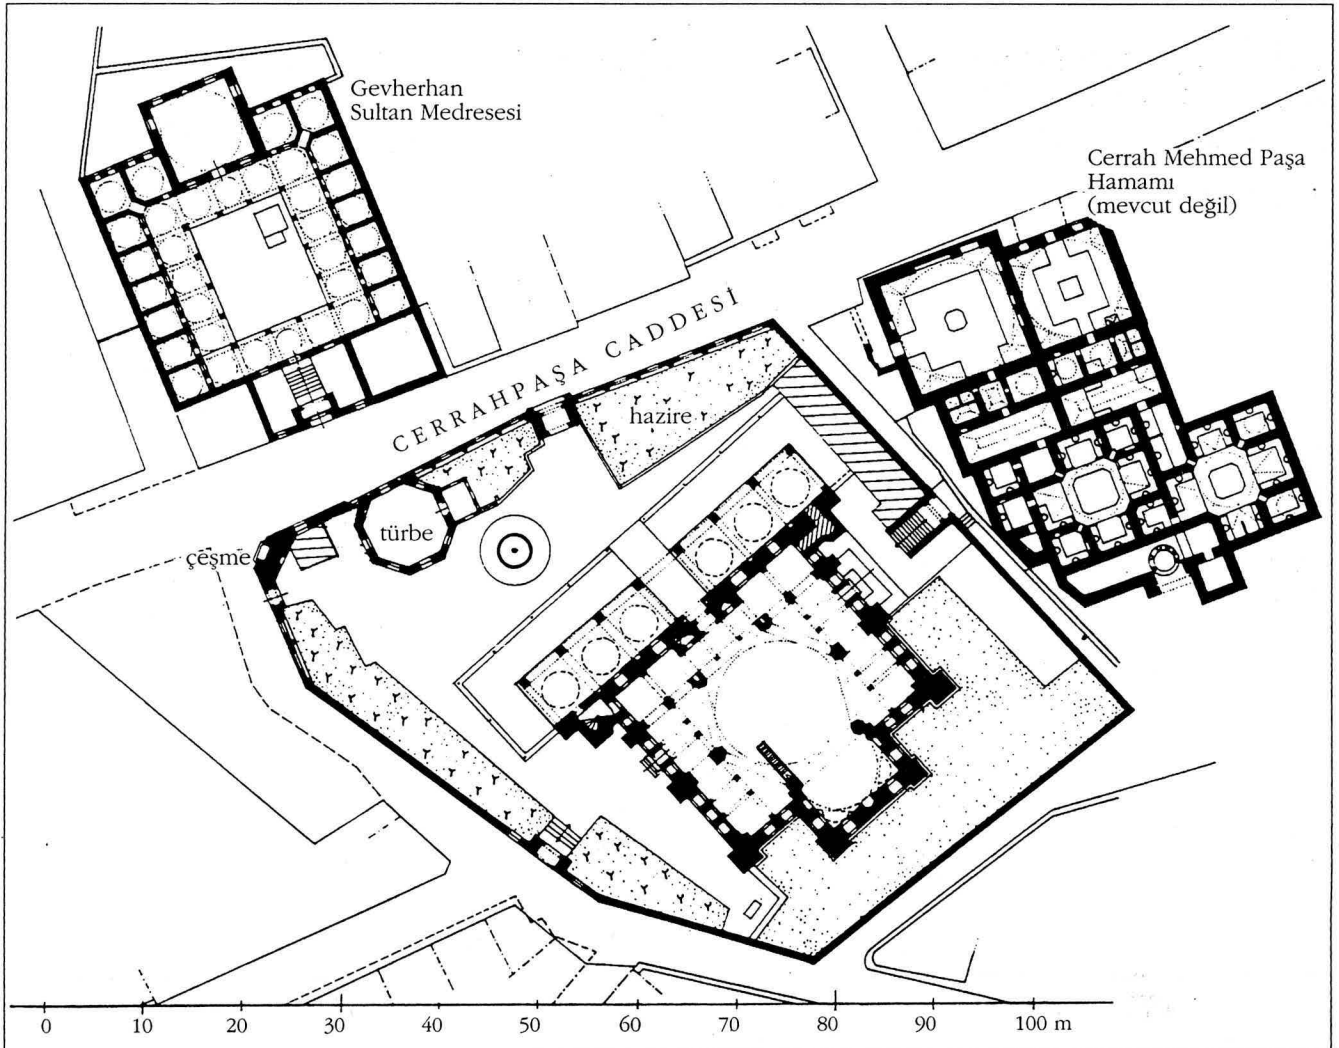 Gevherhan
Sultan Medresesi
Cerrah Mehmed Paşa
Hamamı
(mevcut değil)
CERRAHPAŞA CADDESİ
hazire
türbe
çeşme
0 10 20 30 40 50 60 70 80 90 100 m